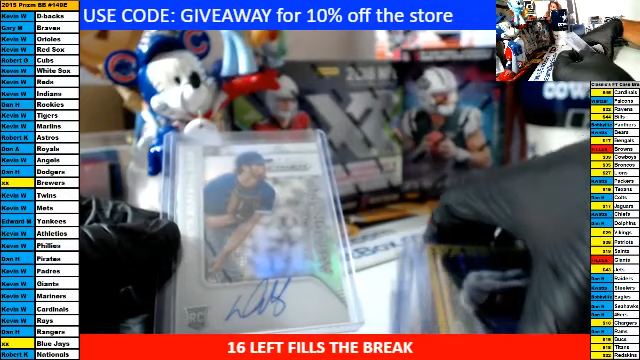 2015 Prizm BB #149E
Kevin W D-backs
Gary M Braves
Kevin W Orioles
Kevin W Red Sox
Robert G Cubs
Kevin W White Sox
Kevin W Reds
Kevin W Indians
Dan H Rookies
Kevin W Tigers
Kevin W Marlins
Robert K Astros
Don A Royals
Kevin W Angels
Dan H Dodgers
xx Brewers
Kevin W Twins
Kevin W Mets
Edward M Yankees
Kevin W Athletics
Kevin W Phillies
Dan H Pirates
Kevin W Padres
Kevin W Giants
Kevin W Mariners
Kevin W Cardinals
Kevin W Rays
Dan H Rangers
xx Blue Jays
Robert K Nationals
USE CODE: GIVEAWAY for 10% off the store
RC
16 LEFT FILLS THE BREAK
Cardinals
Falcons
Ravens
Bills
Panthers
Bears
Bengals
Browns
Cowboys
Broncos
Lions
Packers
Texans
Colts
Jaguars
Chiefs
Dolphins
Vikings
Patriots
Saints
Giants
Jets
Raiders
Steelers
Eagles
Seahawks
49ers
Chargers
Rams
Bucs
Titans
Redskins